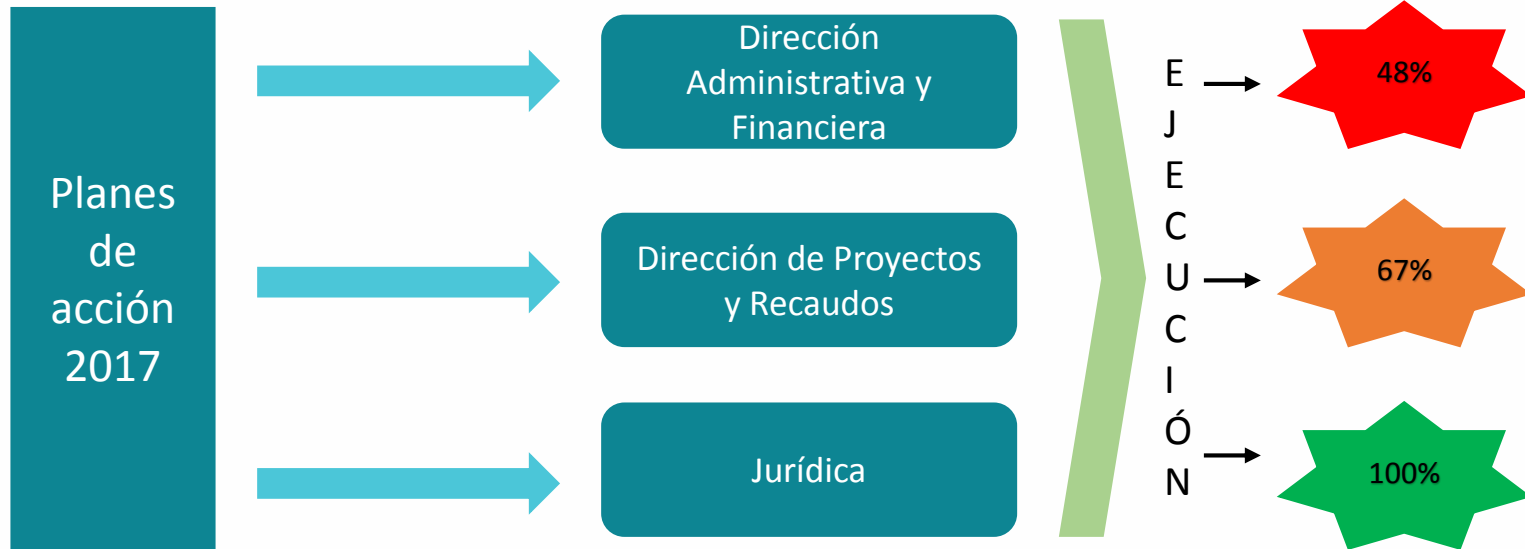 Planes
de
acción
2017
Dirección
Administrativa y
Financiera
Dirección de Proyectos
y Recaudos
Jurídica
E
J
E
C
U
C
I
Ó
N
48%
67%
100%